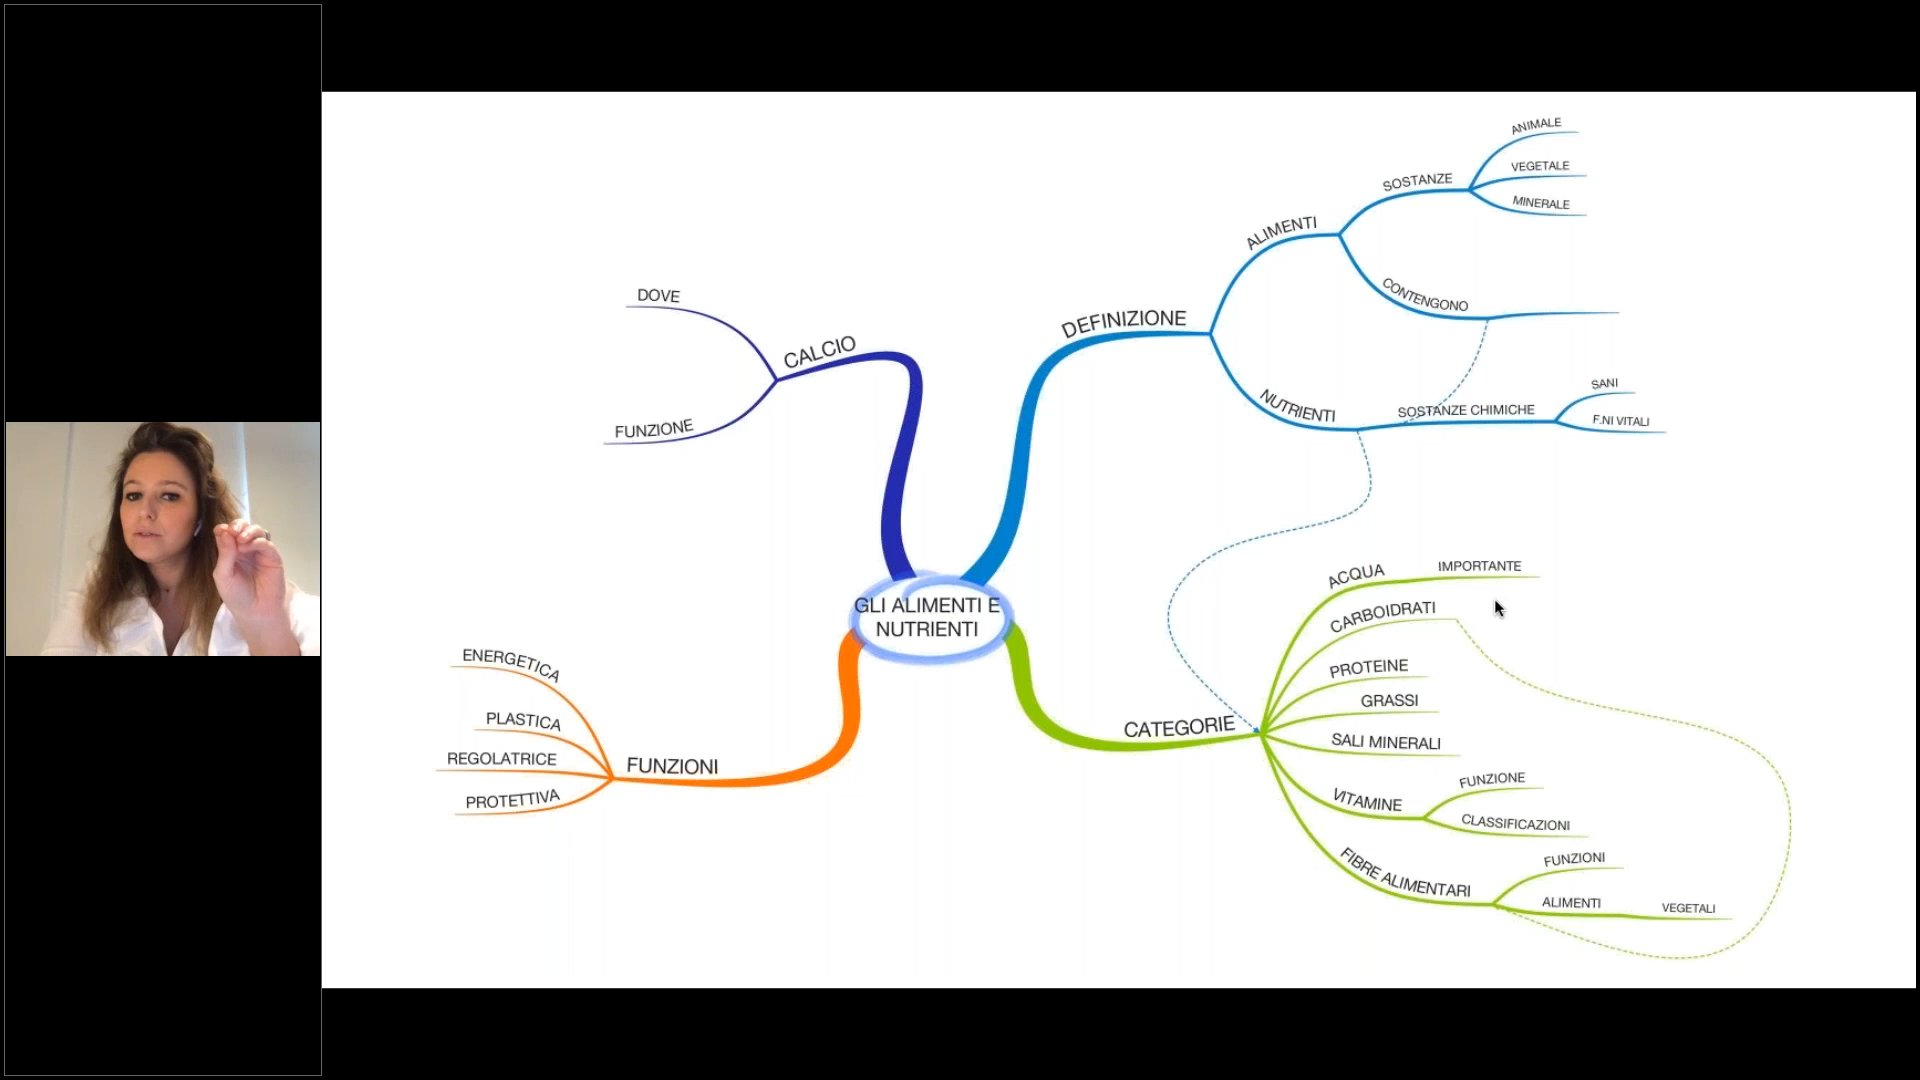 GLI ALIMENTI E
NUTRIENTI
DEFINIZIONE
ALIMENTI
SOSTANZE
ANIMALE
VEGETALE
MINERALE
CONTENGONO
NUTRIENTI
SOSTANZE CHIMICHE
SANI
F.NI VITALI
CATEGORIE
ACQUA
IMPORTANTE
CARBOIDRATI
PROTEINE
GRASSI
SALI MINERALI
VITAMINE
FUNZIONE
CLASSIFICAZIONI
FIBRE ALIMENTARI
FUNZIONI
ALIMENTI
VEGETALI
FUNZIONI
ENERGETICA
PLASTICA
REGOLATRICE
PROTETTIVA
CALCIO
DOVE
FUNZIONE